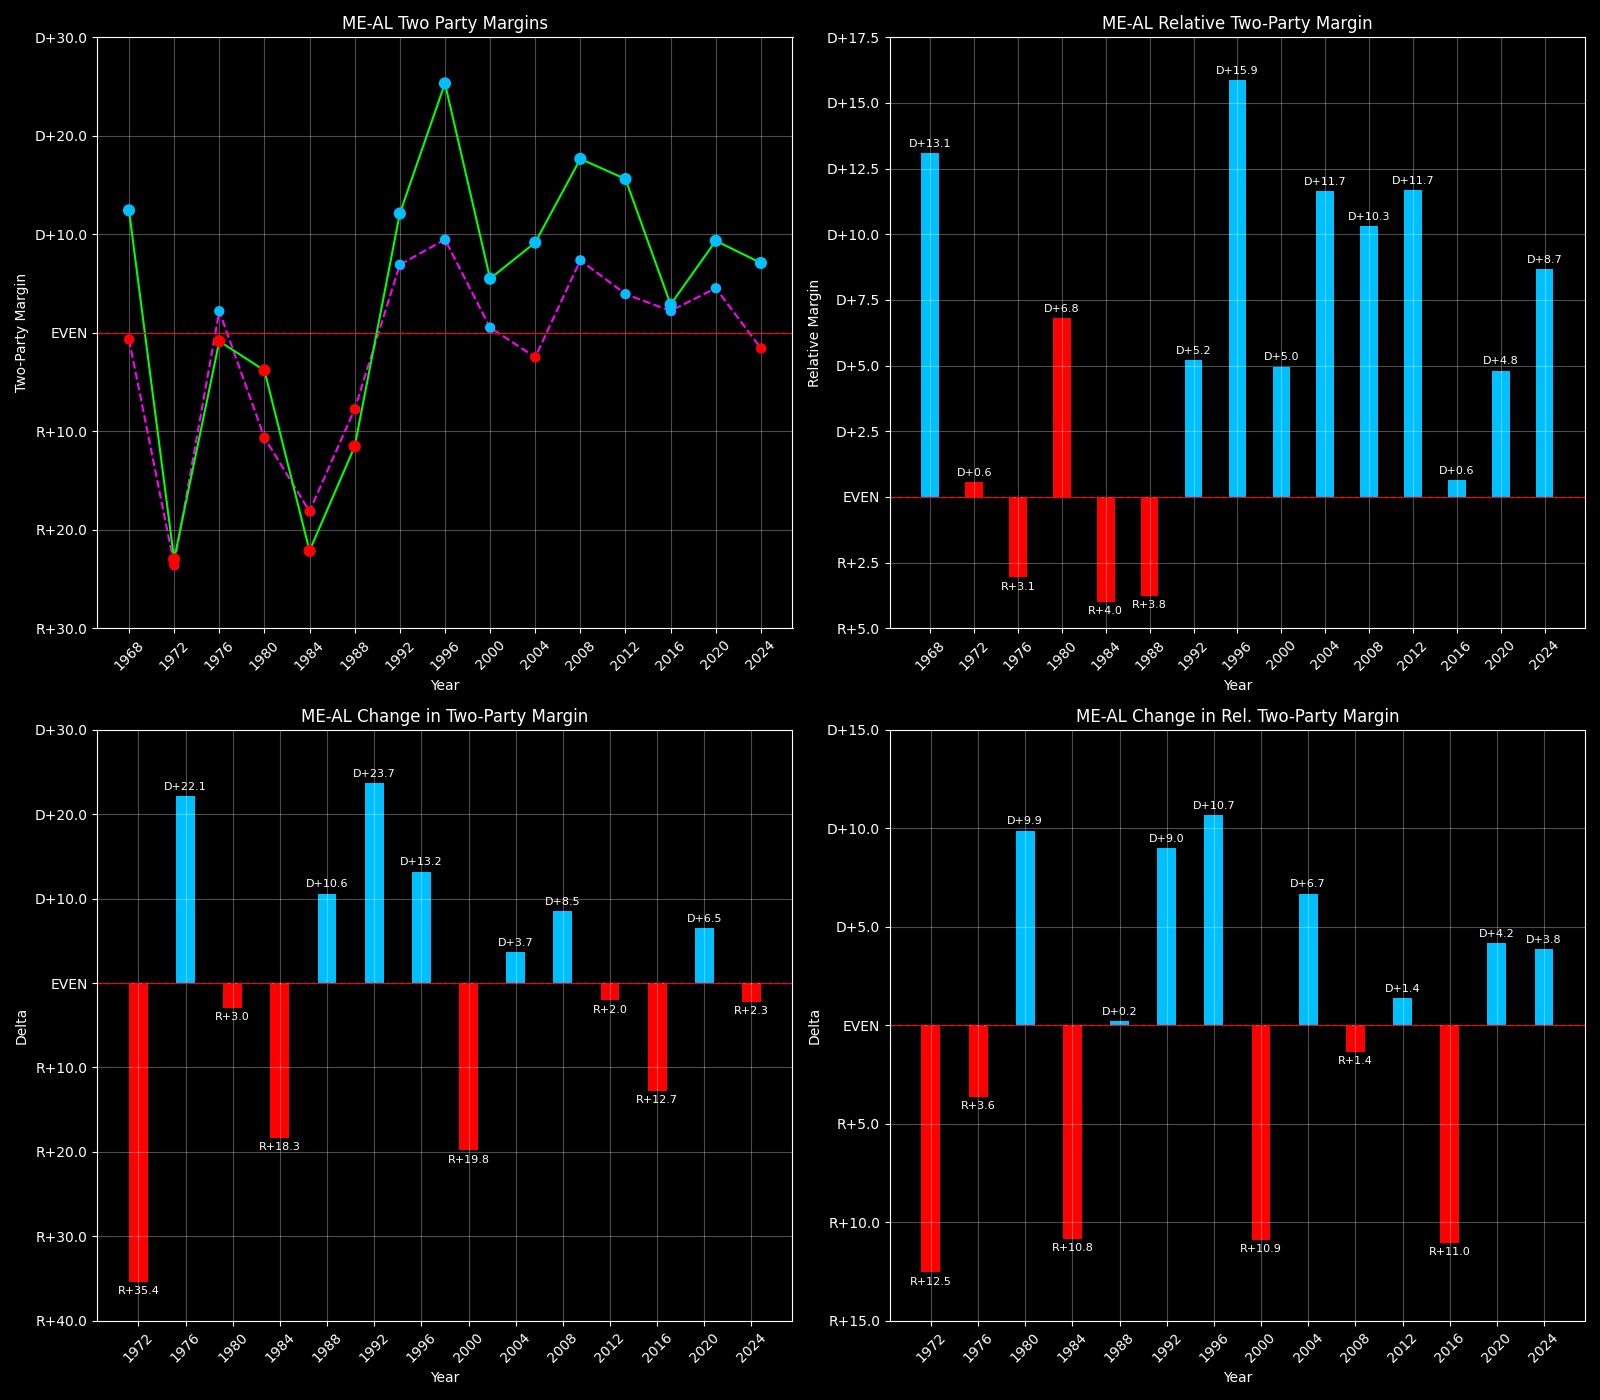 ME-AL Two Party Margins
D+30.0
D+20.0
D+10.0
EVEN
R+10.0
R+20.0
R+30.0
Two-Party Margin
1968 1972 1976 1980 1984 1988 1992 1996 2000 2004 2008 2012 2016 2020 2024
Year
ME-AL Relative Two-Party Margin
D+17.5
D+15.0
D+12.5
D+10.0
D+7.5
D+5.0
D+2.5
EVEN
R+2.5
R+5.0
Relative Margin
D+13.1
D+0.6
R+3.1
D+6.8
R+4.0
R+3.8
D+5.2
D+15.9
D+5.0
D+11.7
D+10.3
D+11.7
D+0.6
D+4.8
D+8.7
1968 1972 1976 1980 1984 1988 1992 1996 2000 2004 2008 2012 2016 2020 2024
Year
ME-AL Change in Two-Party Margin
D+30.0
D+20.0
D+10.0
EVEN
R+10.0
R+20.0
R+30.0
R+40.0
Delta
R+35.4
D+22.1
R+3.0
R+18.3
D+10.6
D+23.7
D+13.2
R+19.8
D+3.7
D+8.5
R+2.0
R+12.7
D+6.5
R+2.3
1972 1976 1980 1984 1988 1992 1996 2000 2004 2008 2012 2016 2020 2024
Year
ME-AL Change in Rel. Two-Party Margin
D+15.0
D+10.0
D+5.0
EVEN
R+5.0
R+10.0
R+15.0
Delta
R+12.5
R+3.6
D+9.9
R+10.8
D+0.2
D+9.0
D+10.7
R+10.9
D+6.7
R+1.4
D+1.4
R+11.0
D+4.2
D+3.8
1972 1976 1980 1984 1988 1992 1996 2000 2004 2008 2012 2016 2020 2024
Year